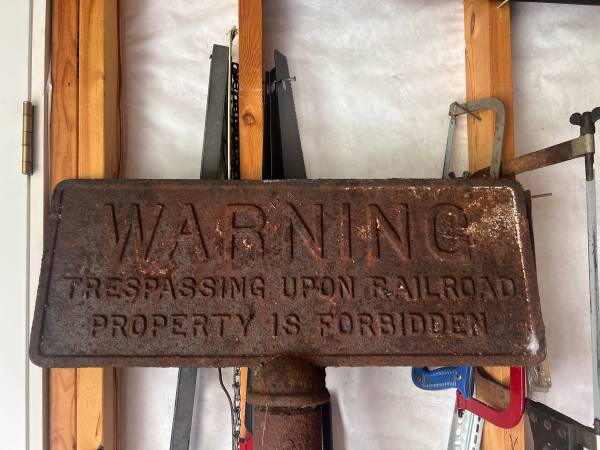 WARNING
TRESPASSING UPON RAILROAD
PROPERTY IS FORBIDDEN